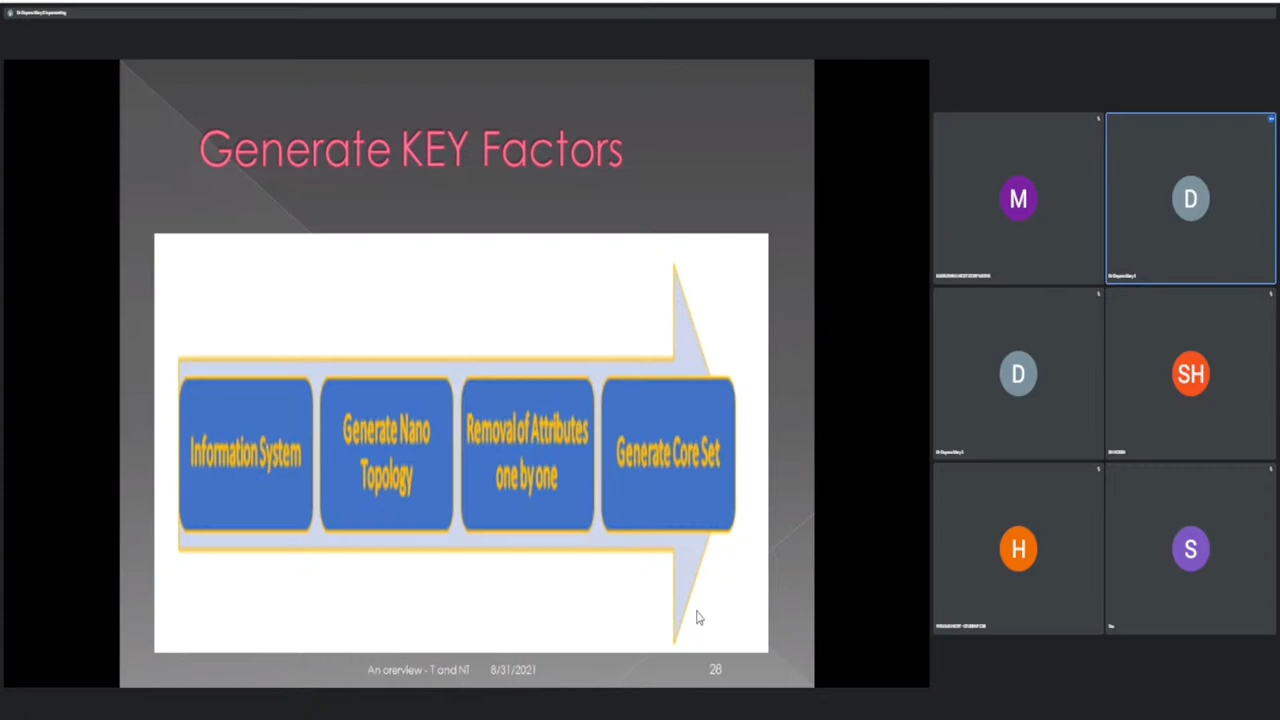 Generate KEY Factors
Information System
Generate Nano
Topology
Removal of Attributes
one by one
Generate Core Set
An orerview - T and NT 8/31/2021 28
M
D
D
SH
H
S